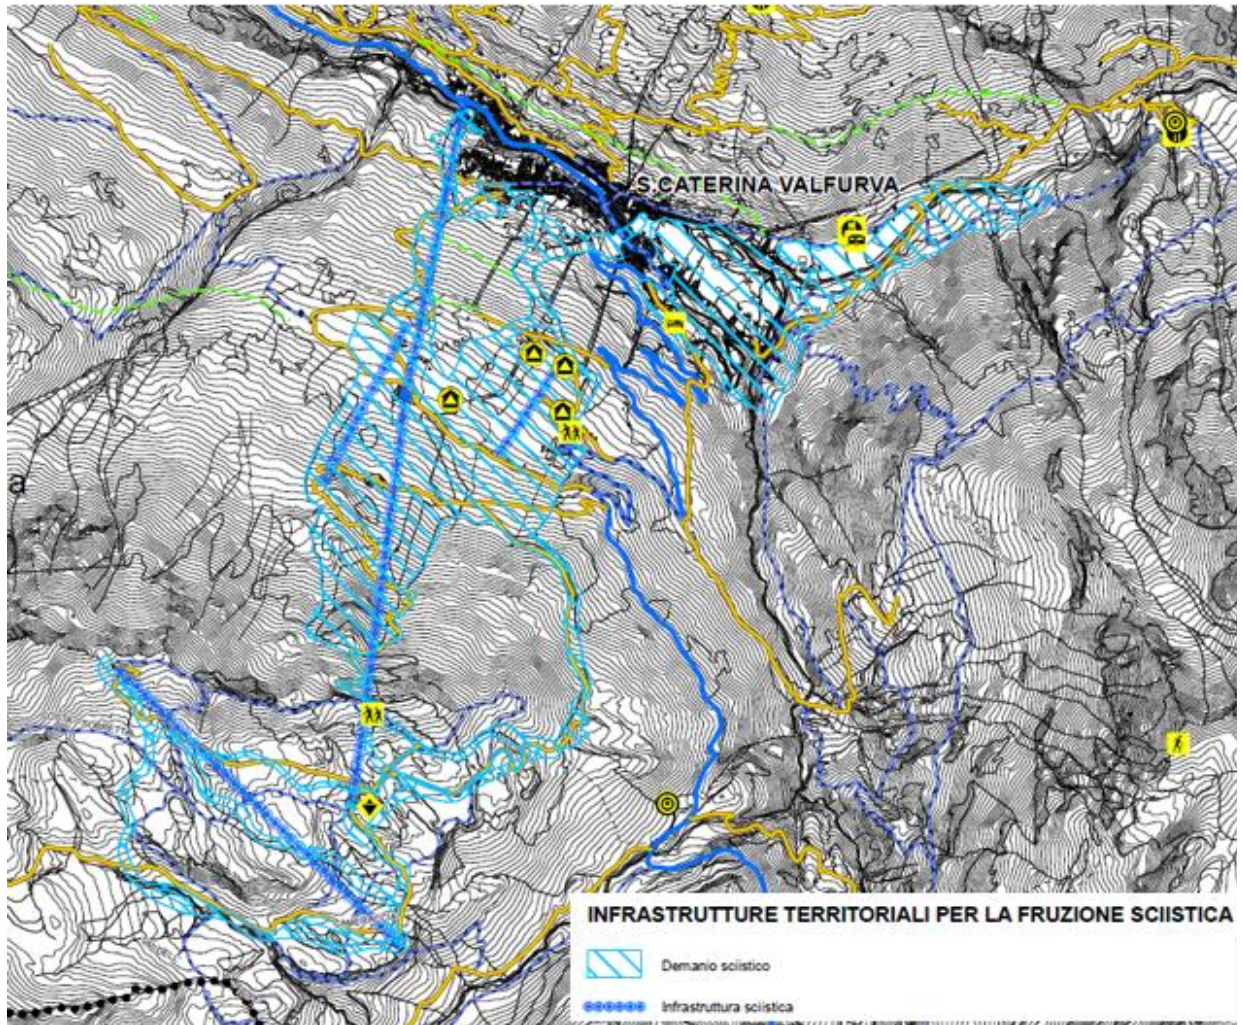 S.CATERINA VALFURVA
a
INFRASTRUTTURE TERRITORIALI PER LA FRUZIONE SCIISTICA
Demanio sciistico
Infrastruttura sciistica